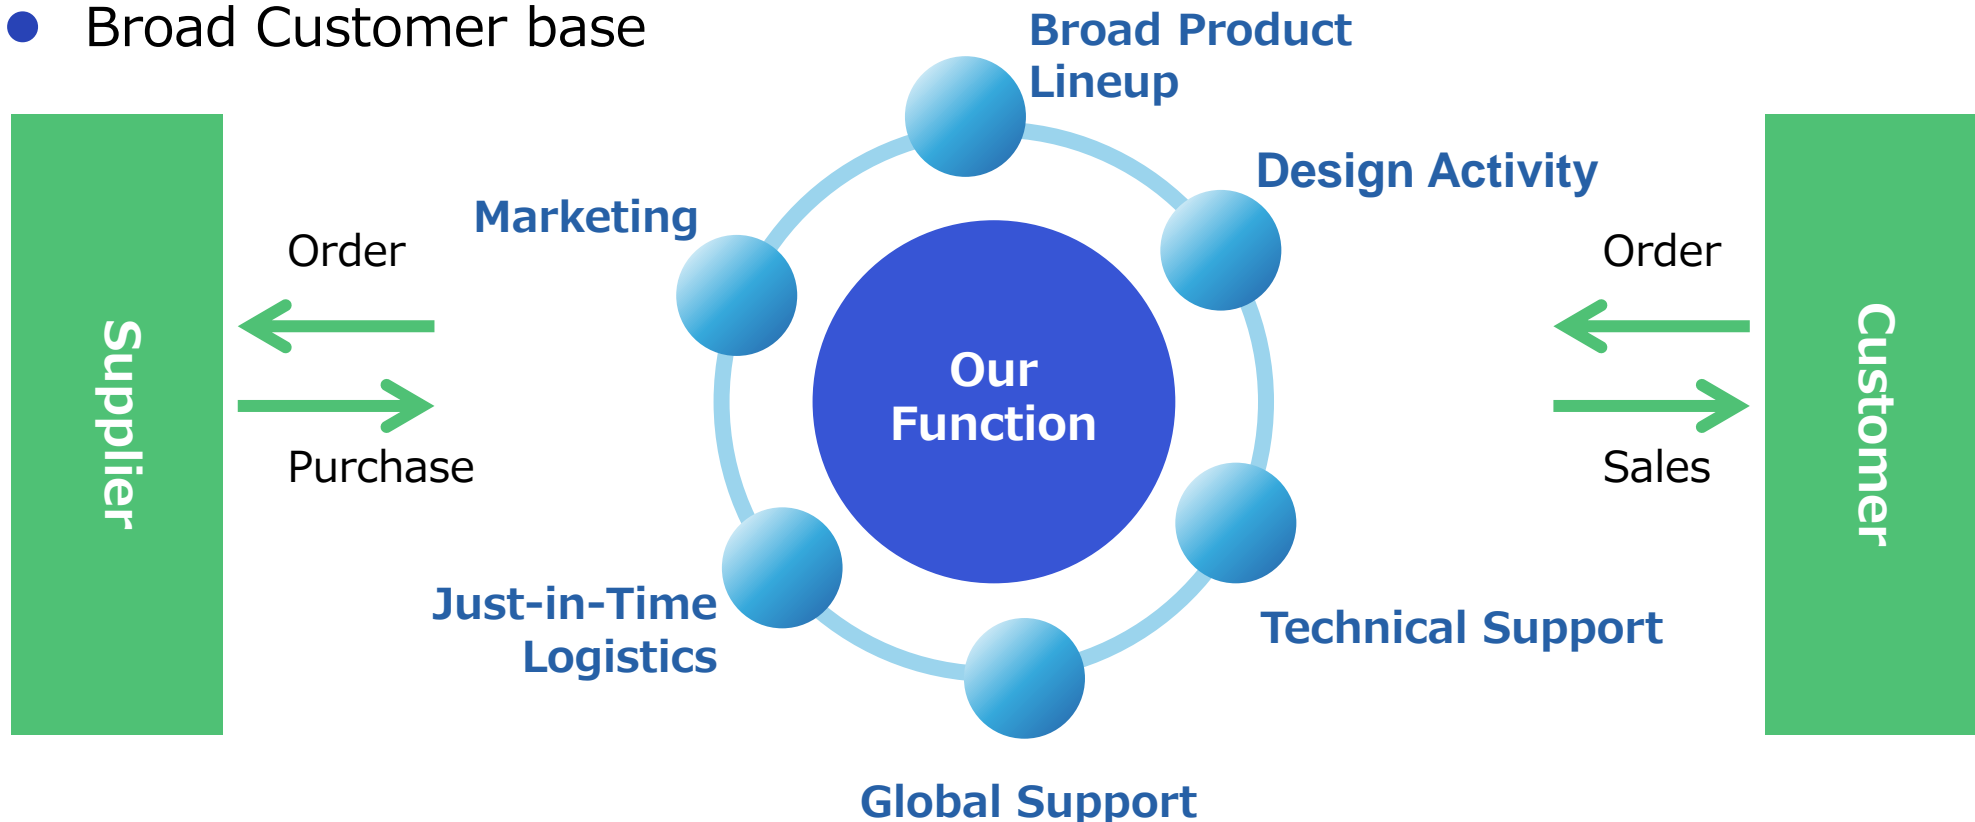 Broad Customer base
Broad Product
Lineup
Design Activity
Marketing
Order
Order
Supplier
Our
Function
Customer
Purchase
Sales
Just-in-Time
Logistics
Technical Support
Global Support